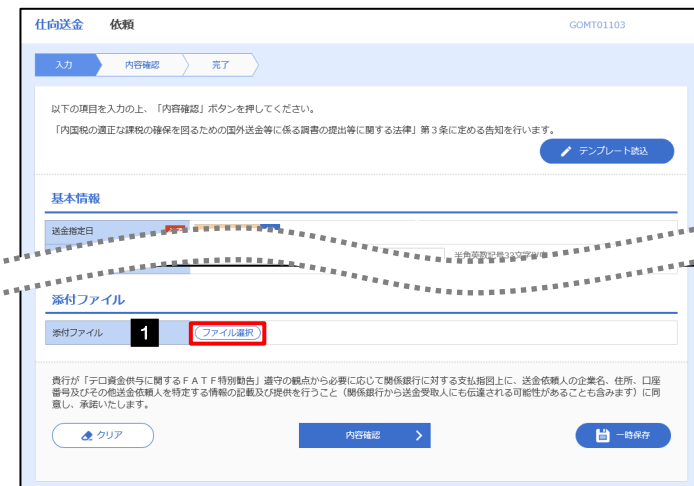 仕向送金 依頼 GOMT01103
入力 内容確認 完了
以下の項目を入力の上、「内容確認」ボタンを押してください。
「内国税の適正な課税の確保を図るための国外送金等に係る調書の提出等に関する法律」第3条に定める告知を行います。
テンプレート読込
基本情報
送金指定日
半角英数記号32文字以内
添付ファイル
添付ファイル 1 ファイル選択
貴行が「テロ資金供与に関するFATF特別勧告」遵守の観点から必要に応じて関係銀行に対する支払指図上に、送金依頼人の企業名、住所、口座
番号及びその他送金依頼人を特定する情報の記載及び提供を行うこと（関係銀行から送金受取人にも伝達される可能性があることも含みます）に同
意し、承諾いたします。
クリア 内容確認 一時保存